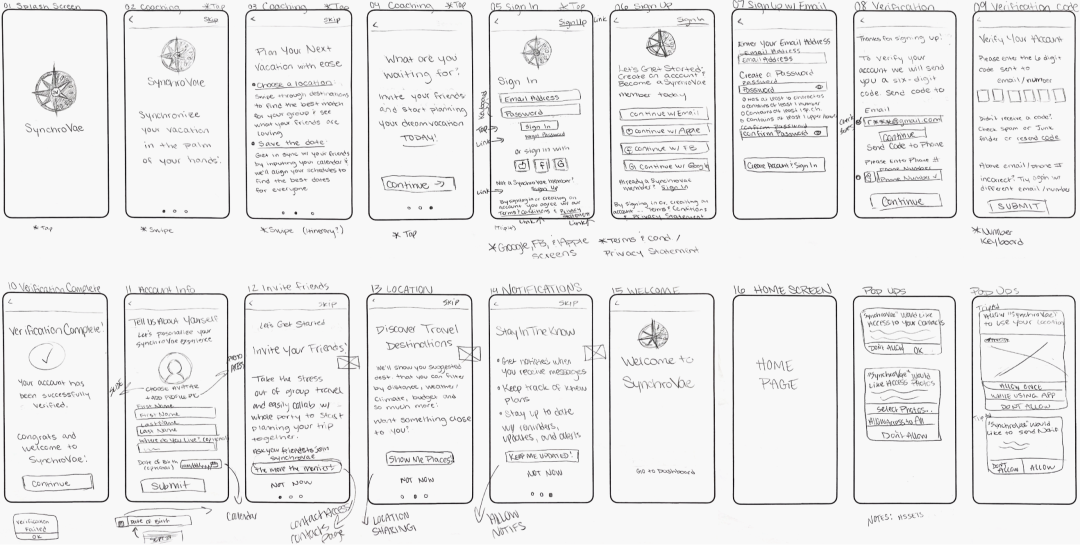 01 Splash Screen
SynchroVae
* Tap
02 Coaching *Tap
<
Skip
SynchroVae
Synchronize
your vacation
in the palm
of your hands!
* Swipe
03 Coaching *Tap
<
Skip
Plan Your Next
Vacation with ease
• Choose a location:
Swipe through destinations
to find the best match
for your group & see
what your friends are
loving
• Save the date
Get in sync w/ your friends
by inputing your calendar &
we'll align your schedules to
find the best dates
for everyone
* Swipe (itinerary?)
04 Coaching *Tap
<
What are you
waiting for?
Invite your friends
and start planning
your dream vacation
TODAY!
Continue →
* Tap
05 Sign In *Tap
<
Sign Up
Link
Sign In
Keyboard
Email Address
Password
Tap
Sign In
Link
or sign in with
f
G
Not a SynchroVae member?
Link
Sign Up
By signing in or creating an
account you agree w/ our
Terms & Conditions & Privacy
Link
*Google, FB, & Apple
screens
06 Sign Up
<
Sign In
Let's Get Started!
Create an account &
Become a SynchroVae
member today
Continue w/ Email
Continue w/ Apple
Continue w/ FB
G Continue w/ Google
Already a SynchroVae
Member? Sign In
By signing in or, creating an
account ... Terms & Conditions
& Privacy Statement
*Terms & Cond /
Privacy Statement
07 Sign Up w/ Email
<
Enter Your Email Address
Email Address
Email Address
Create a Password
Password
Password
O Contains at least 1 number
Confirm Password
Confirm Password
Create Account & Sign In
08 Verification
<
Thanks for signing up!
To verify your
account we will send
you a six-digit
code. Send code to
Email
Continue
Send Code to Phone
Please Enter Phone #
Phone Number
Phone Number
Continue
09 Verification Code
<
Verify Your Account
Please enter the 6 digit
code sent to
email/number
Didn't receive a code?
Check Spam or Junk
folder or resend code
Above email/phone #
incorrect? Try again w/
different email/number
SUBMIT
*Number
Keyboard
10 Verification Complete
<
Verification Complete!
Your account has
been successfully
verified.
Congrats and
welcome to
SynchroVae!
Continue
Verification
Failed
OK
11 Account Info
<
Tell Us About Yourself
Let's personalize your
SynchroVae experience
CHOOSE AVATAR
+ADD PROFILE PIC
First Name
First Name
Last Name
Last Name
Where do you live? (optional)
Date of Birth
(optional)
Submit
Calendar
Date of Birth
12 Invite Friends
<
SKIP
Let's Get Started
Invite Your Friends!
Take the stress
out of group travel
and easily collab w/
whole party to start
planning your trip
together.
Ask your friends to join
SynchroVae
The more the merrier!
NOT NOW
contact Access
contacts
page
13 LOCATION
<
SKIP
Discover Travel
Destinations
We'll show you suggested
dest. that you can filter
by distance, weather/
climate, budget and
so much more!
Want something close
to you?
Show Me Places!
NOT NOW
LOCATION
SHARING!
14 NOTIFICATIONS
<
SKIP
Stay In The Know
• Get notified when
you receive messages
• Keep track of new
plans
• Stay up to date
w/ reminders,
updates, and alerts
KEEP ME UPDATED!
NOT NOW
ALLOW
NOTIFS
15 WELCOME
<
Welcome to
SynchroVae
Go to Dashboard
16 HOME SCREEN
HOME
PAGE
Pop Ups
"SynchroVae" Would Like
Access to Your Contacts
DON'T ALLOW OK
"SynchroVae" Would
Like Access Photos
Select Photos...
Allow Access to All
Don't Allow
NOTES: ASSETS
Pop Ups
Allow "SynchroVae"
to use your location
ALLOW ONCE
WHILE USING APP
DON'T ALLOW
"SynchroVae" Would
Like to send Notif
DON'T
ALLOW
ALLOW